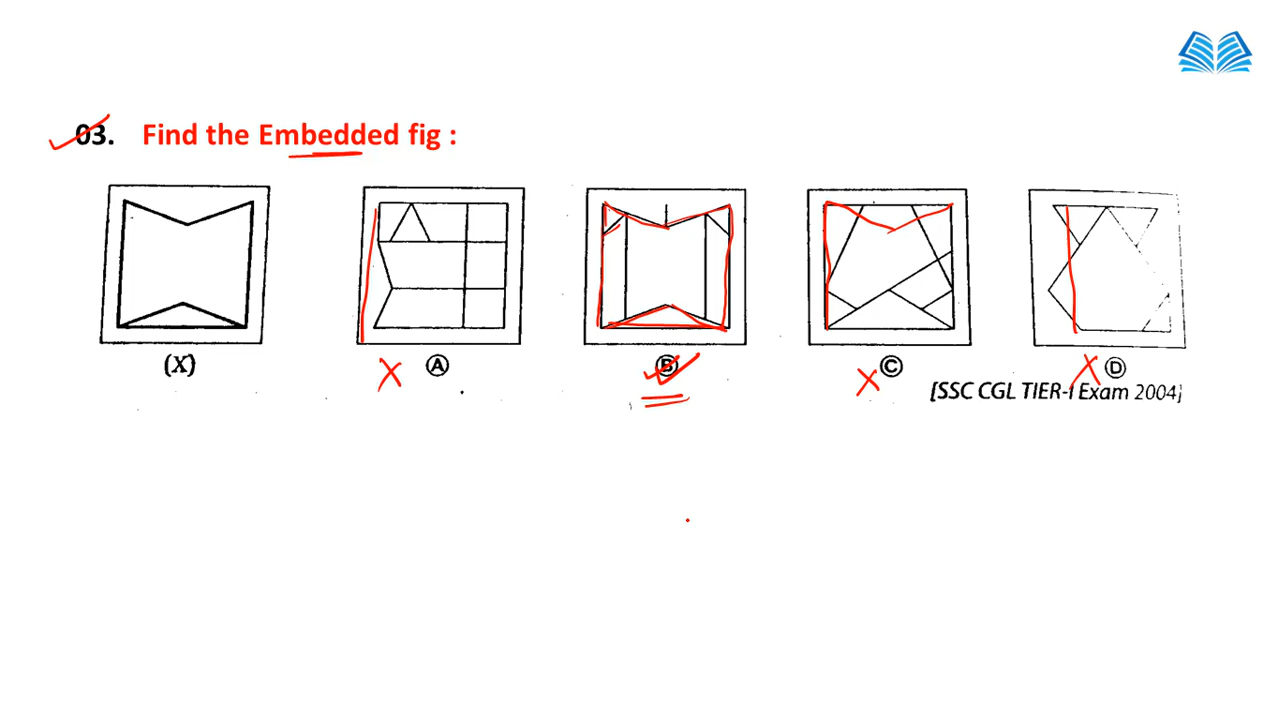 03. Find the Embedded fig :
(X) Ⓐ Ⓑ Ⓒ Ⓓ
[SSC CGL TIER-I Exam 2004]